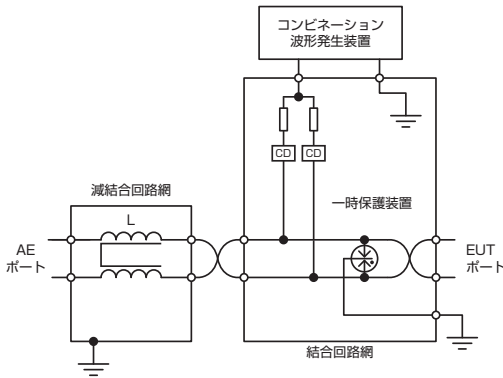 コンビネーション
波形発生装置
CD
CD
減結合回路網
一時保護装置
L
AE
ポート
EUT
ポート
結合回路網